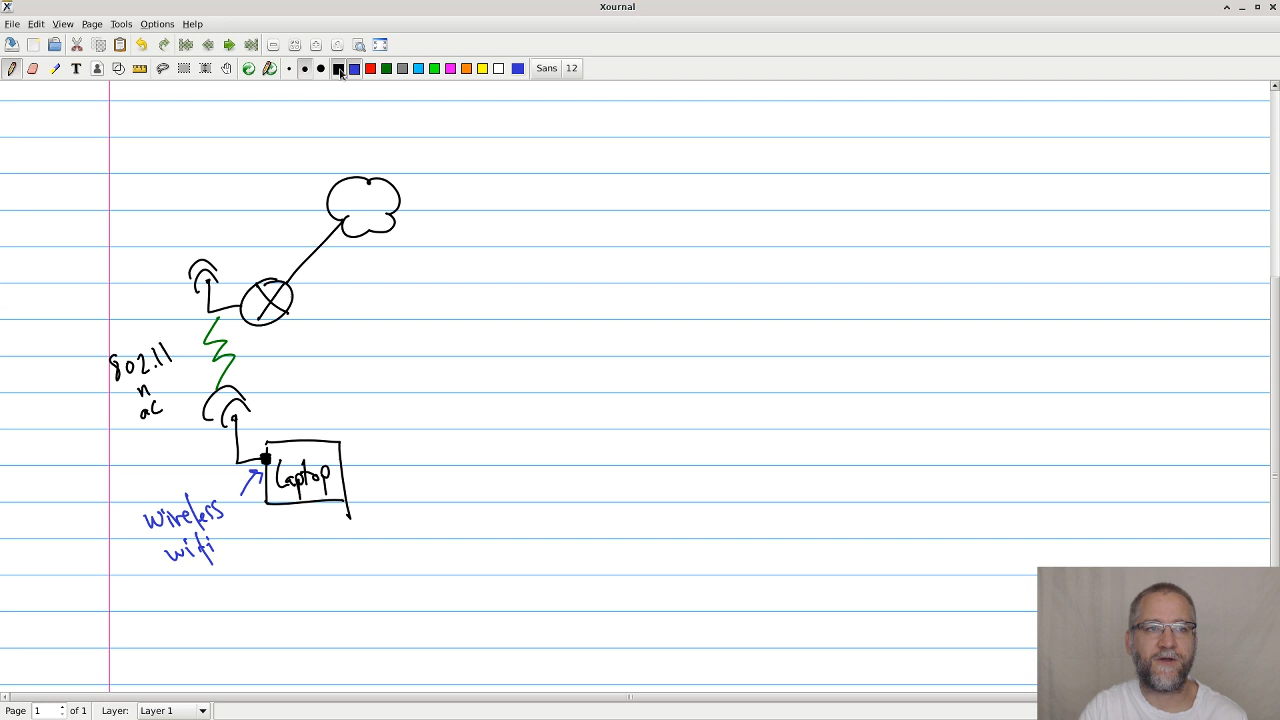 Xournal
File Edit View Page Tools Options Help
Sans 12
802.11
n
ac
Laptop
wireless
wifi
Page 1 of 1 Layer: Layer 1